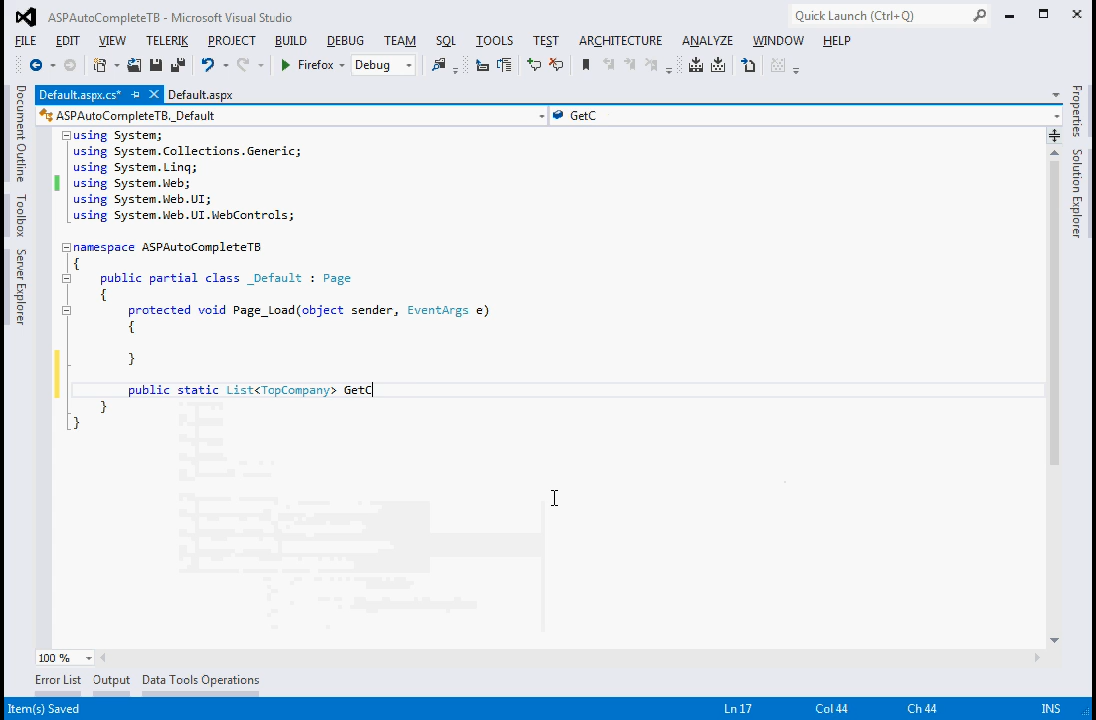 ASPAutoCompleteTB - Microsoft Visual Studio
Quick Launch (Ctrl+Q)
FILE EDIT VIEW TELERIK PROJECT BUILD DEBUG TEAM SQL TOOLS TEST ARCHITECTURE ANALYZE WINDOW HELP
Firefox Debug
Default.aspx.cs* Default.aspx
ASPAutoCompleteTB._Default GetC
Document Outline
Toolbox
Server Explorer
using System;
using System.Collections.Generic;
using System.Linq;
using System.Web;
using System.Web.UI;
using System.Web.UI.WebControls;
namespace ASPAutoCompleteTB
{
public partial class _Default : Page
{
protected void Page_Load(object sender, EventArgs e)
{
}
public static List<TopCompany> GetC
}
}
Properties
Solution Explorer
100 %
Error List Output Data Tools Operations
Item(s) Saved Ln 17 Col 44 Ch 44 INS